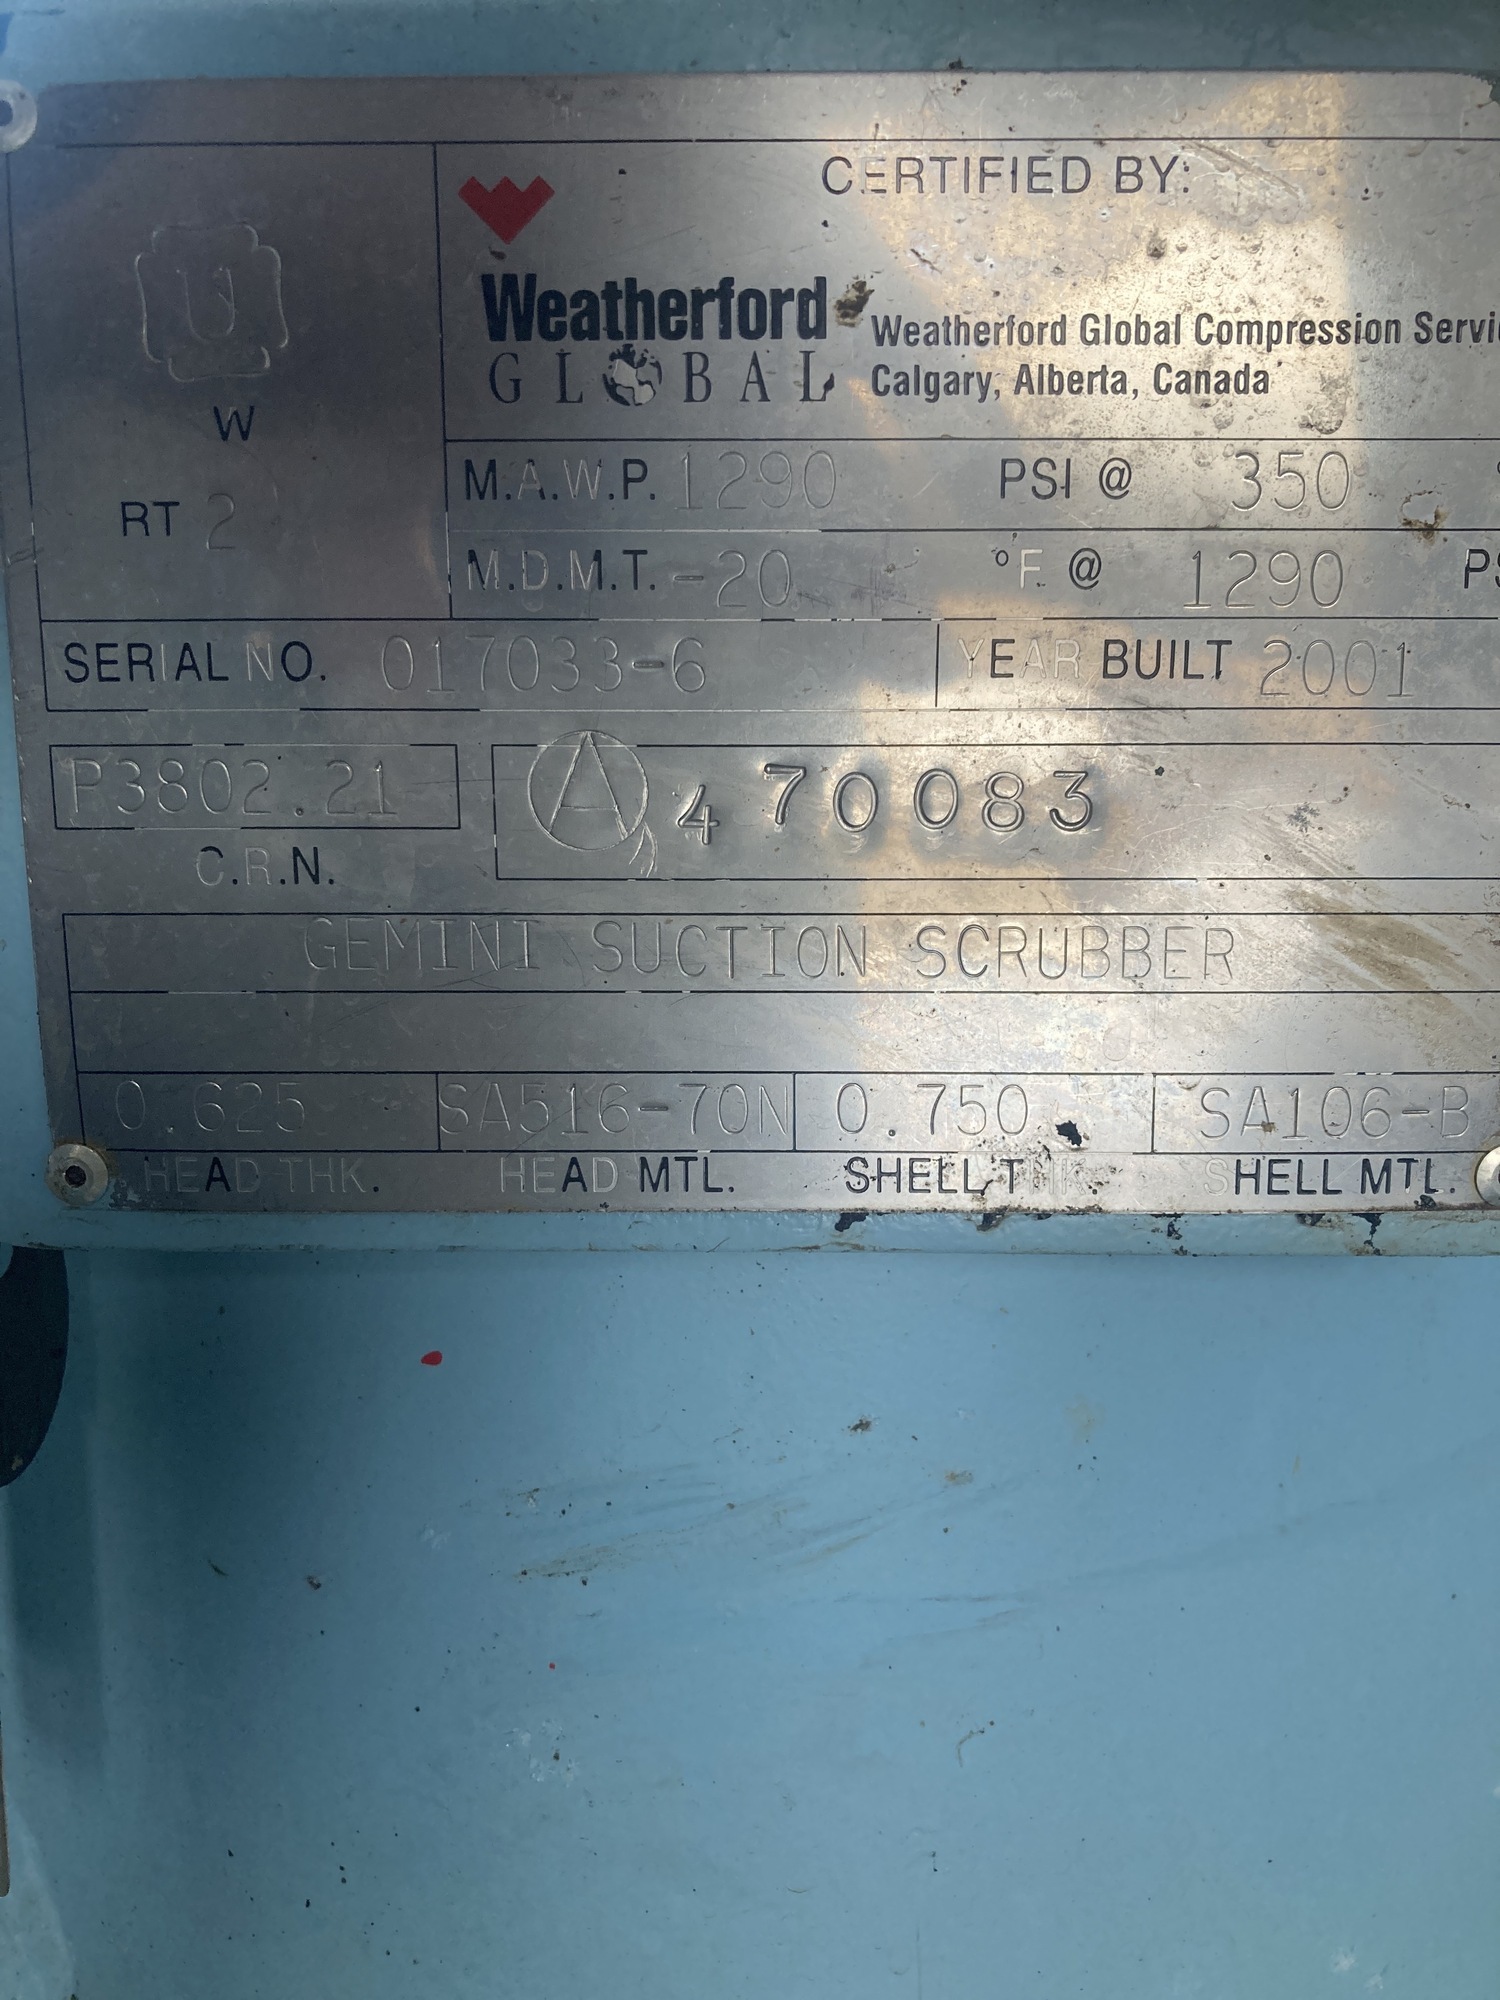 CERTIFIED BY:
U
W
RT 2
Weatherford
GLOBAL
Weatherford Global Compression
Calgary, Alberta, Canada
M.A.W.P. 1290 PSI @ 350
M.D.M.T. -20 °F. @ 1290
SERIAL NO. 017033-6 YEAR BUILT 2001
P3802.21 A 470083
C.R.N.
GEMINI SUCTION SCRUBBER
0.625 SA516-70N 0.750 SA106-B
HEAD THK. HEAD MTL. SHELL THK. SHELL MTL.